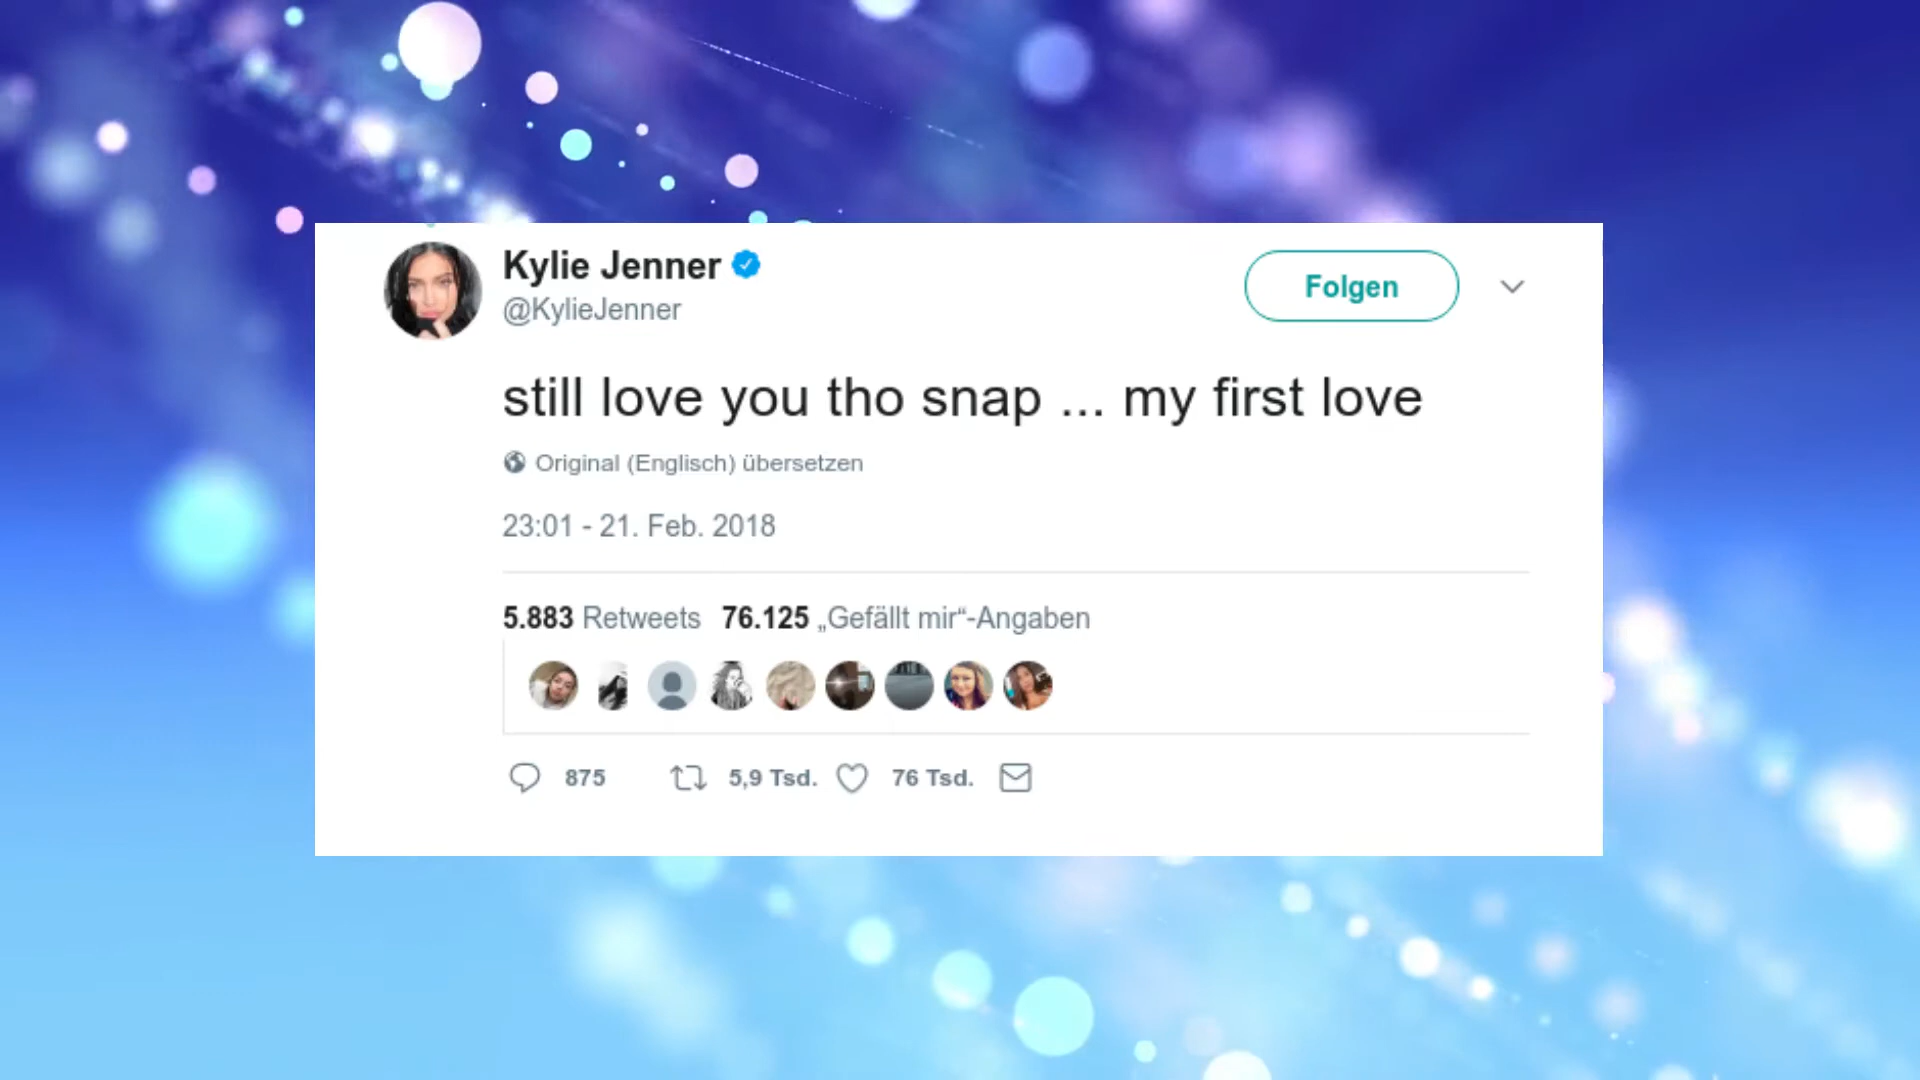 Kylie Jenner
@KylieJenner
Folgen
still love you tho snap ... my first love
Original (Englisch) übersetzen
23:01 - 21. Feb. 2018
5.883 Retweets 76.125 „Gefällt mir“-Angaben
875 5,9 Tsd. 76 Tsd.